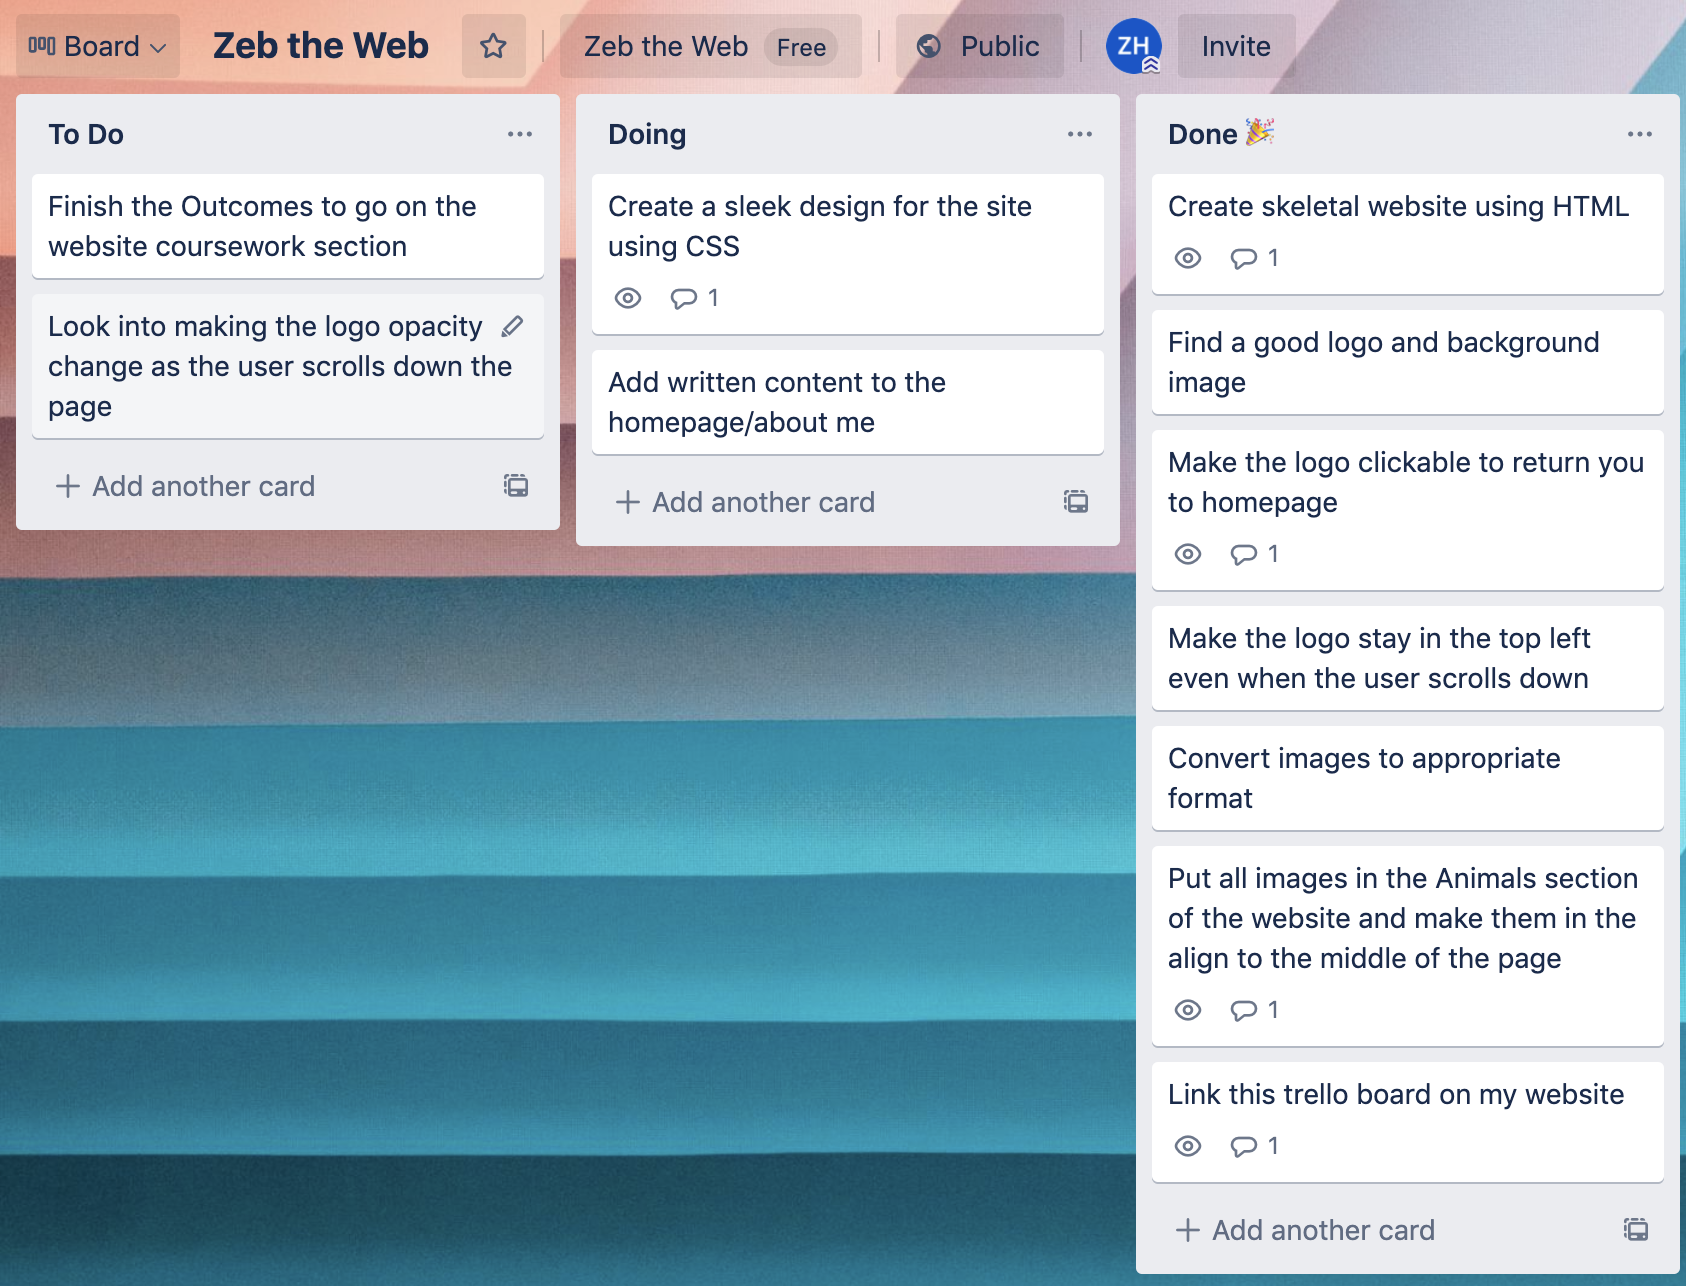 Board
Zeb the Web
Zeb the Web Free
Public
ZH
Invite
To Do
Finish the Outcomes to go on the
website coursework section
Look into making the logo opacity
change as the user scrolls down the
page
Add another card
Doing
Create a sleek design for the site
using CSS
1
Add written content to the
homepage/about me
Add another card
Done 🎉
Create skeletal website using HTML
1
Find a good logo and background
image
Make the logo clickable to return you
to homepage
1
Make the logo stay in the top left
even when the user scrolls down
Convert images to appropriate
format
Put all images in the Animals section
of the website and make them in the
align to the middle of the page
1
Link this trello board on my website
1
Add another card